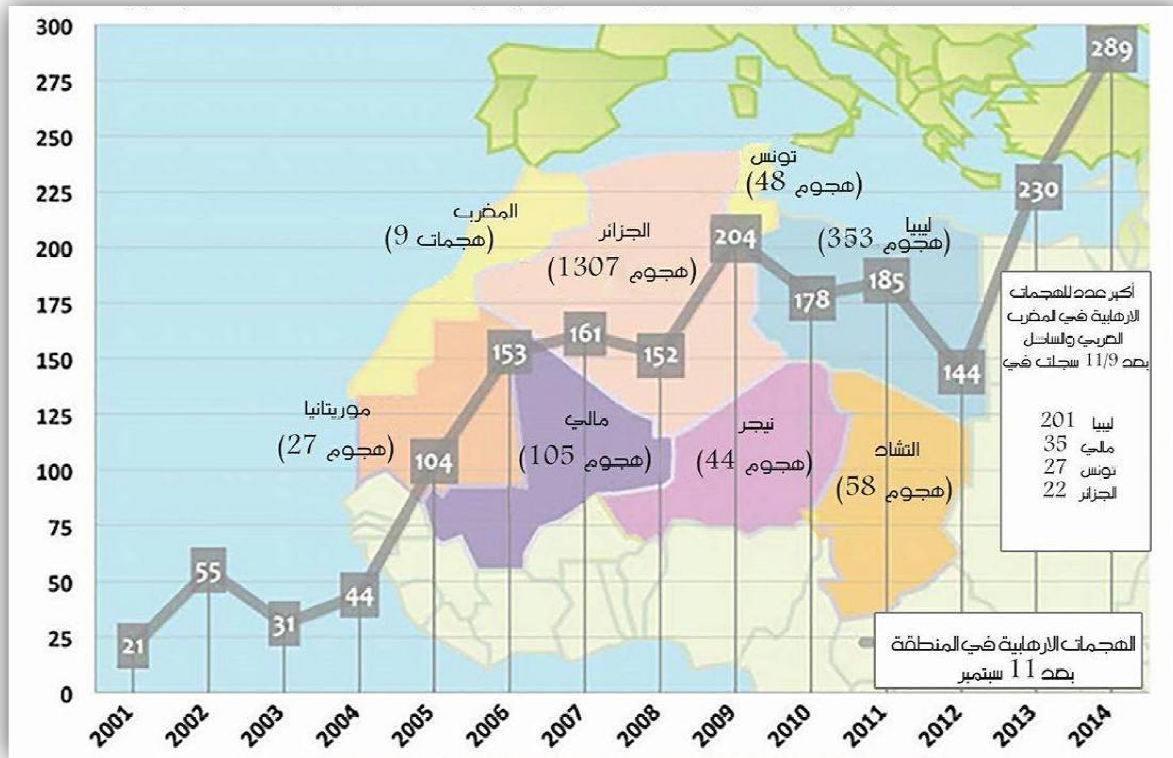 300
275
250
225
200
175
150
125
100
75
50
25
0
289
230
144
185
178
204
152
161
153
104
44
31
55
21
تونس
(48 هجوم)
المغرب
(9 هجمات)
الجزائر
(1307 هجوم)
ليبيا
(353 هجوم)
موريتانيا
(27 هجوم)
مالي
(105 هجوم)
نيجر
(44 هجوم)
التشاد
(58 هجوم)
أكبر عدد للهجمات
الارهابية في المغرب
العربي والساحل
بعد 11/9 سجلت في
ليبيا 201
مالي 35
تونس 27
الجزائر 22
الهجمات الارهابية في المنطقة
بعد 11 سبتمبر
2001 2002 2003 2004 2005 2006 2007 2008 2009 2010 2011 2012 2013 2014